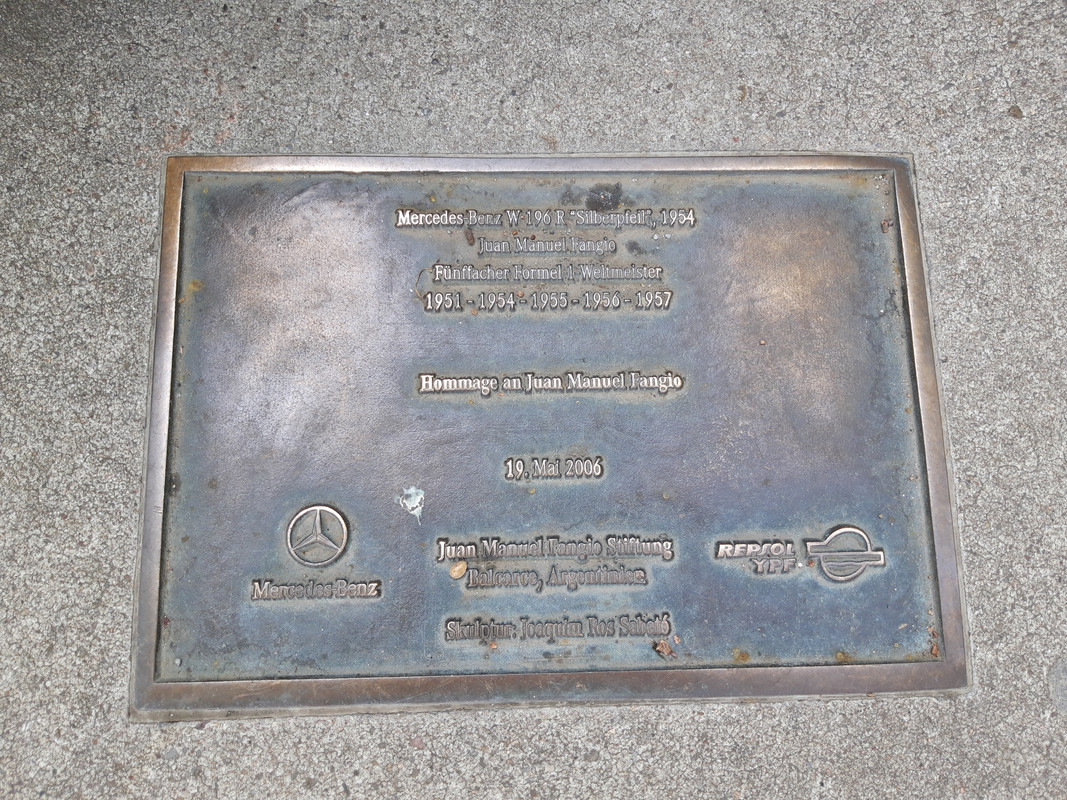 Mercedes-Benz W 196 R "Silberpfeil", 1954
Juan Manuel Fangio
Fünffacher Formel 1 Weltmeister
1951 - 1954 - 1955 - 1956 - 1957
Hommage an Juan Manuel Fangio
19. Mai 2006
Juan Manuel Fangio Stiftung
Balcarce, Argentinien
Skulptur: Joaquim Ros Sabaté
Mercedes-Benz
REPSOL
YPF